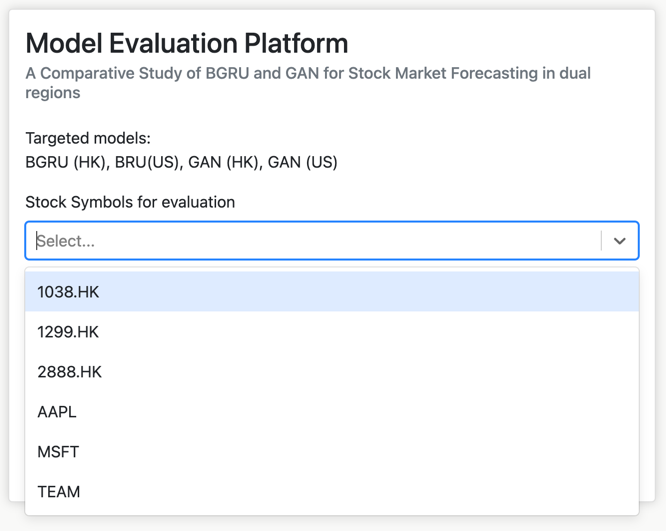 Model Evaluation Platform
A Comparative Study of BGRU and GAN for Stock Market Forecasting in dual
regions
Targeted models:
BGRU (HK), BRU(US), GAN (HK), GAN (US)
Stock Symbols for evaluation
Select...
1038.HK
1299.HK
2888.HK
AAPL
MSFT
TEAM